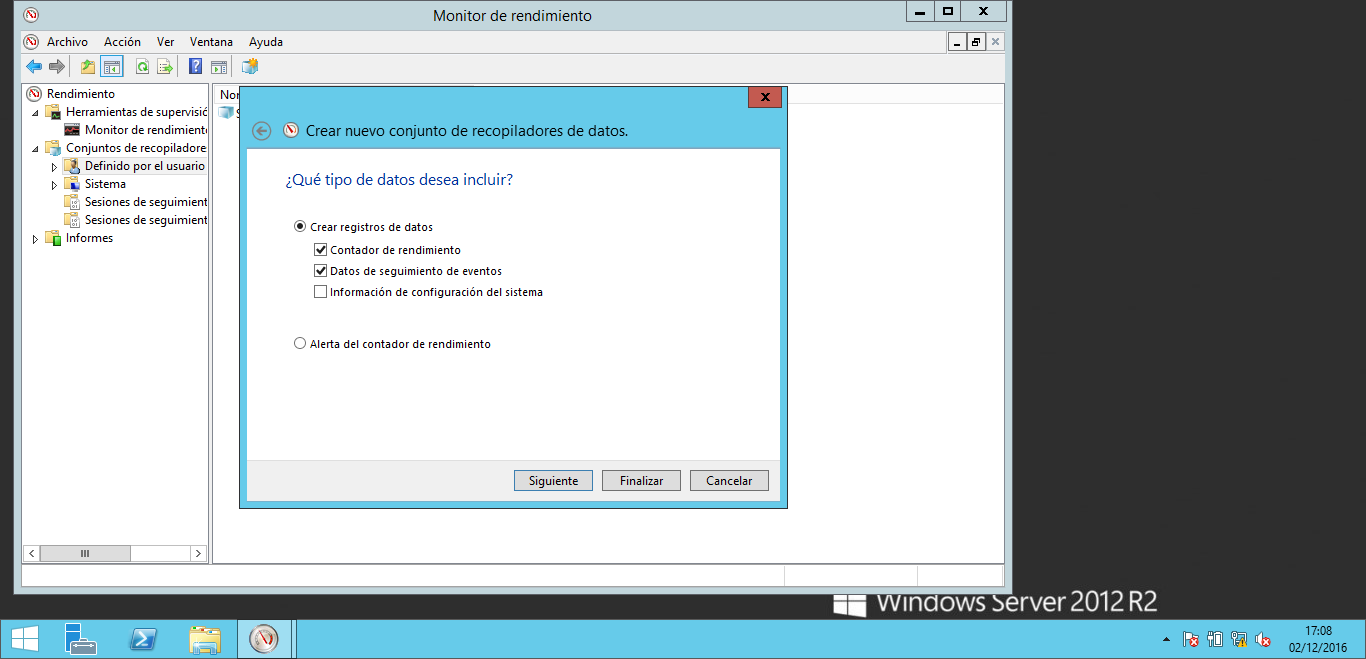 Monitor de rendimiento
Archivo Acción Ver Ventana Ayuda
Rendimiento
Herramientas de supervisió
Monitor de rendimient
Conjuntos de recopilador
Definido por el usuario
Sistema
Sesiones de seguimient
Sesiones de seguimient
Informes
Nor
S
Crear nuevo conjunto de recopiladores de datos.
¿Qué tipo de datos desea incluir?
Crear registros de datos
Contador de rendimiento
Datos de seguimiento de eventos
Información de configuración del sistema
Alerta del contador de rendimiento
Siguiente Finalizar Cancelar
Windows Server 2012 R2
17:08
02/12/2016